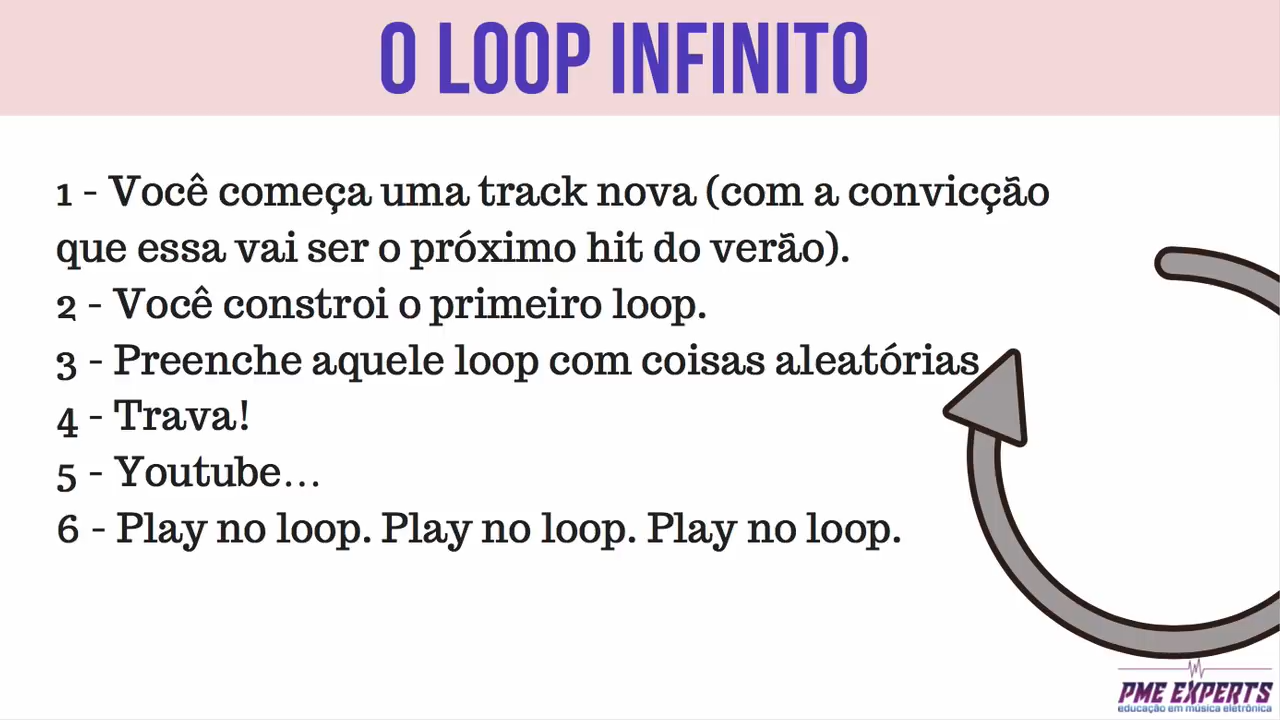 O LOOP INFINITO
1 - Você começa uma track nova (com a convicção
que essa vai ser o próximo hit do verão).
2 - Você constroi o primeiro loop.
3 - Preenche aquele loop com coisas aleatórias
4 - Trava!
5 - Youtube...
6 - Play no loop. Play no loop. Play no loop.
PME EXPERTS
educação em música eletrônica